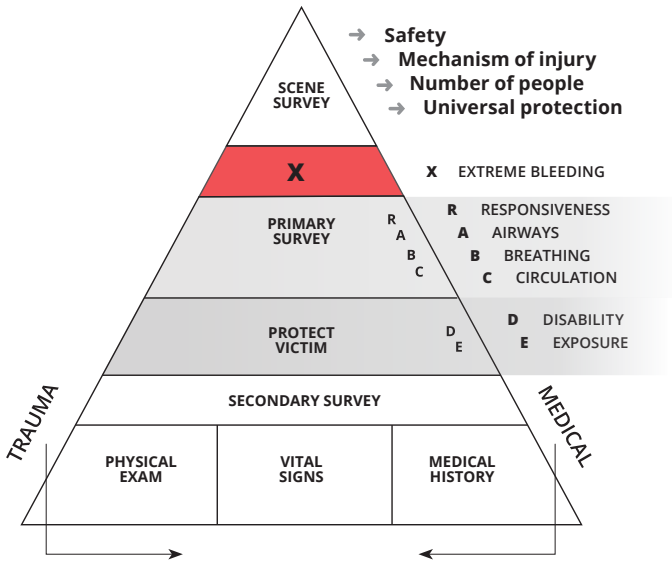 SCENE
SURVEY
Safety
Mechanism of injury
Number of people
Universal protection
X
X EXTREME BLEEDING
PRIMARY
SURVEY
R
A
B
C
R RESPONSIVENESS
A AIRWAYS
B BREATHING
C CIRCULATION
PROTECT
VICTIM
D
E
D DISABILITY
E EXPOSURE
SECONDARY SURVEY
TRAUMA
MEDICAL
PHYSICAL
EXAM
VITAL
SIGNS
MEDICAL
HISTORY